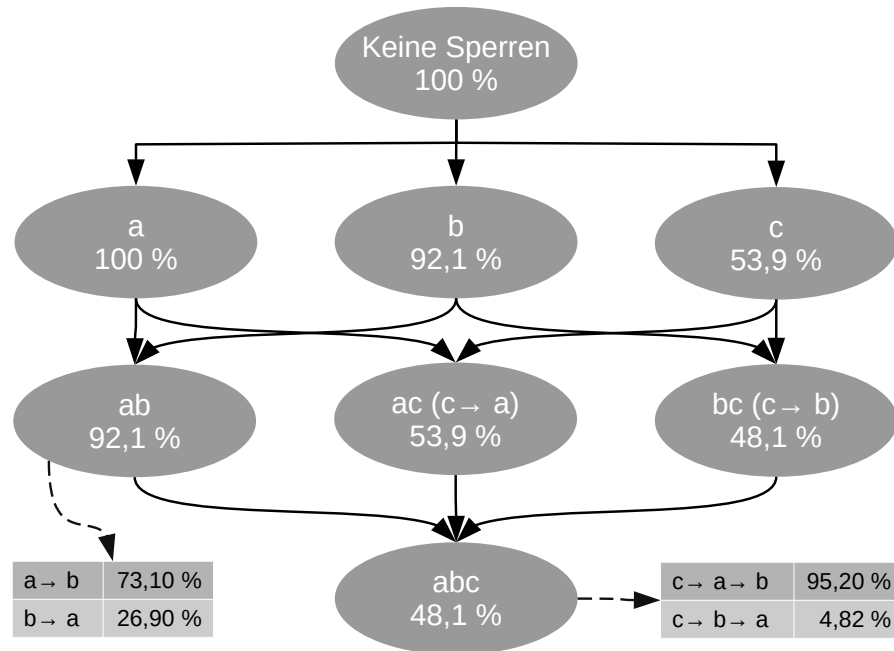 Keine Sperren
100 %
a
100 %
b
92,1 %
c
53,9 %
ab
92,1 %
ac (c→ a)
53,9 %
bc (c→ b)
48,1 %
a→ b 73,10 %
b→ a 26,90 %
abc
48,1 %
c→ a→ b 95,20 %
c→ b→ a 4,82 %